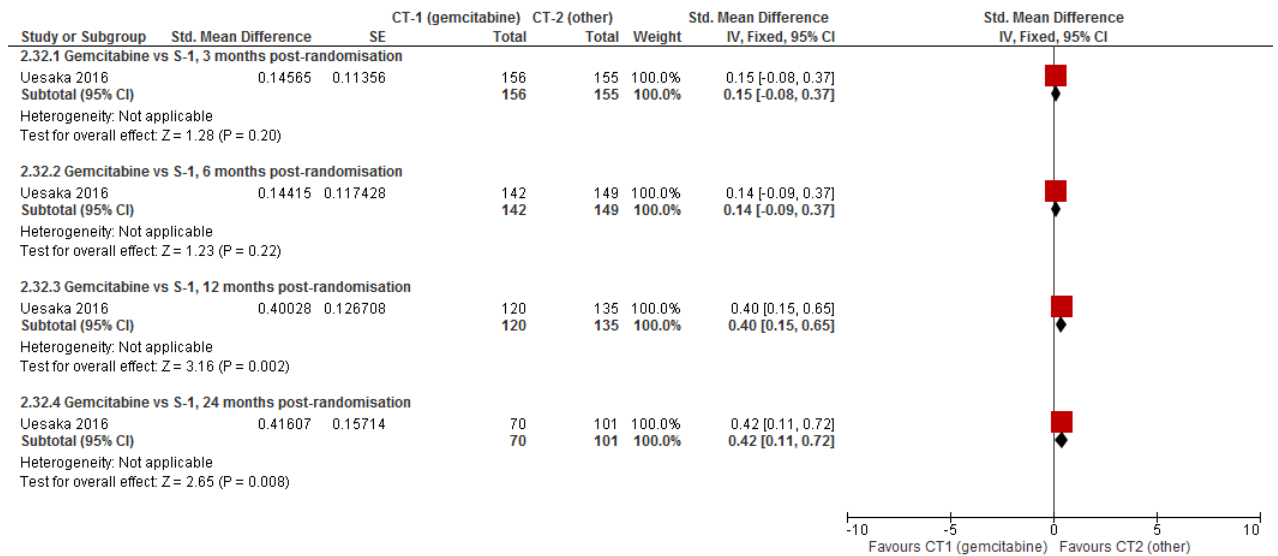 CT-1 (gemcitabine) CT-2 (other) Std. Mean Difference Std. Mean Difference
Study or Subgroup Std. Mean Difference SE Total Total Weight IV, Fixed, 95% CI IV, Fixed, 95% CI
2.32.1 Gemcitabine vs S-1, 3 months post-randomisation
Uesaka 2016 0.14565 0.11356 156 155 100.0% 0.15 [-0.08, 0.37]
Subtotal (95% CI) 156 155 100.0% 0.15 [-0.08, 0.37]
Heterogeneity: Not applicable
Test for overall effect: Z = 1.28 (P = 0.20)
2.32.2 Gemcitabine vs S-1, 6 months post-randomisation
Uesaka 2016 0.14415 0.117428 142 149 100.0% 0.14 [-0.09, 0.37]
Subtotal (95% CI) 142 149 100.0% 0.14 [-0.09, 0.37]
Heterogeneity: Not applicable
Test for overall effect: Z = 1.23 (P = 0.22)
2.32.3 Gemcitabine vs S-1, 12 months post-randomisation
Uesaka 2016 0.40028 0.126708 120 135 100.0% 0.40 [0.15, 0.65]
Subtotal (95% CI) 120 135 100.0% 0.40 [0.15, 0.65]
Heterogeneity: Not applicable
Test for overall effect: Z = 3.16 (P = 0.002)
2.32.4 Gemcitabine vs S-1, 24 months post-randomisation
Uesaka 2016 0.41607 0.15714 70 101 100.0% 0.42 [0.11, 0.72]
Subtotal (95% CI) 70 101 100.0% 0.42 [0.11, 0.72]
Heterogeneity: Not applicable
Test for overall effect: Z = 2.65 (P = 0.008)
-10 -5 0 5 10
Favours CT1 (gemcitabine) Favours CT2 (other)